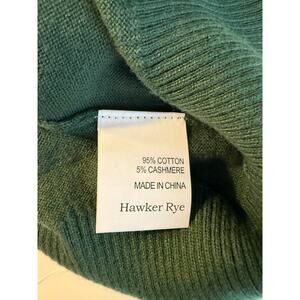 95% COTTON
5% CASHMERE
MADE IN CHINA
Hawker Rye